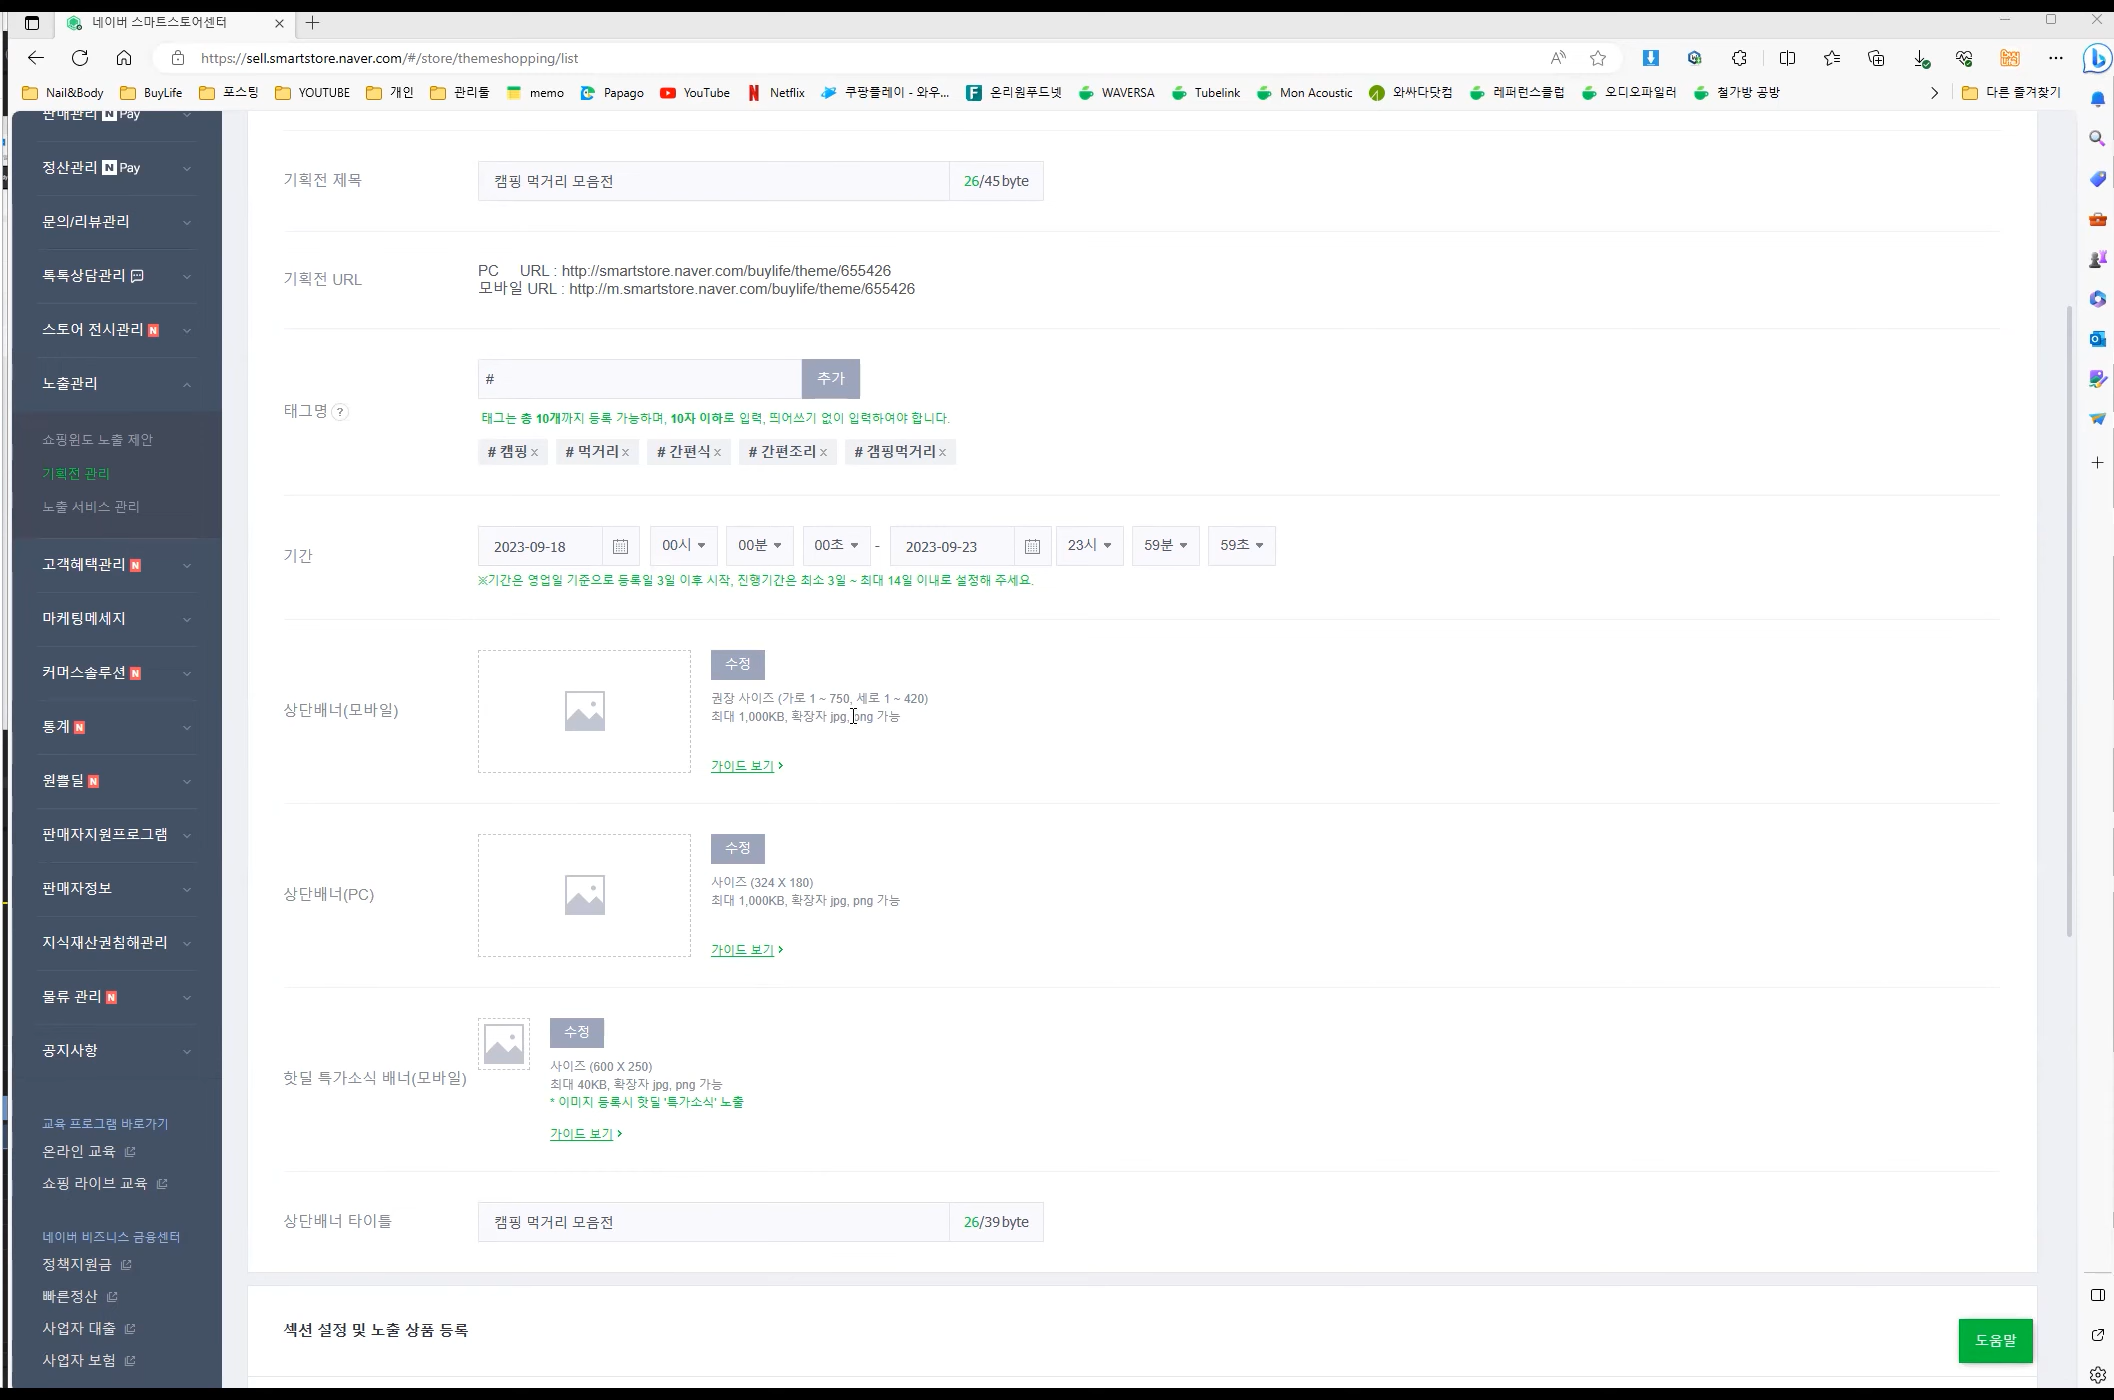 네이버 스마트스토어센터
https://sell.smartstore.naver.com/#/store/themeshopping/list
Nail&Body
BuyLife
포스팅
YOUTUBE
개인
관리툴
memo
Papago
YouTube
Netflix
쿠팡플레이 - 와우...
온리원푸드넷
WAVERSA
Tubelink
Mon Acoustic
와싸다닷컴
레퍼런스클럽
오디오파일러
철가방 공방
다른 즐겨찾기
판매관리 N Pay
정산관리 N Pay
문의/리뷰관리
톡톡상담관리
스토어 전시관리 N
노출관리
쇼핑윈도 노출 제안
기획전 관리
노출 서비스 관리
고객혜택관리 N
마케팅메세지
커머스솔루션 N
통계 N
원쁠딜 N
판매자지원프로그램
판매자정보
지식재산권침해관리
물류 관리 N
공지사항
교육 프로그램 바로가기
온라인 교육
쇼핑 라이브 교육
네이버 비즈니스 금융센터
정책지원금
빠른정산
사업자 대출
사업자 보험
기획전 제목
캠핑 먹거리 모음전
26/45 byte
기획전 URL
PC URL : http://smartstore.naver.com/buylife/theme/655426
모바일 URL : http://m.smartstore.naver.com/buylife/theme/655426
태그명 ?
#
추가
태그는 총 10개까지 등록 가능하며, 10자 이하로 입력, 띄어쓰기 없이 입력하여야 합니다.
# 캠핑 x # 먹거리 x # 간편식 x # 간편조리 x # 캠핑먹거리 x
기간
2023-09-18 00시 00분 00초 - 2023-09-23 23시 59분 59초
※기간은 영업일 기준으로 등록일 3일 이후 시작, 진행기간은 최소 3일 ~ 최대 14일 이내로 설정해 주세요.
상단배너(모바일)
수정
권장 사이즈 (가로 1 ~ 750, 세로 1 ~ 420)
최대 1,000KB, 확장자 jpg, png 가능
가이드 보기 >
상단배너(PC)
수정
사이즈 (324 X 180)
최대 1,000KB, 확장자 jpg, png 가능
가이드 보기 >
핫딜 특가소식 배너(모바일)
수정
사이즈 (600 X 250)
최대 40KB, 확장자 jpg, png 가능
* 이미지 등록시 핫딜 '특가소식' 노출
가이드 보기 >
상단배너 타이틀
캠핑 먹거리 모음전
26/39 byte
섹션 설정 및 노출 상품 등록
도움말